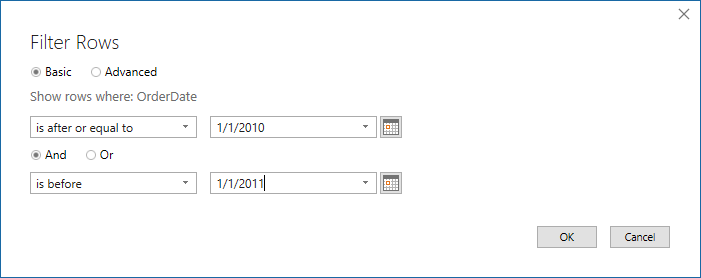 Filter Rows
Basic Advanced
Show rows where: OrderDate
is after or equal to 1/1/2010
And Or
is before 1/1/2011
OK Cancel